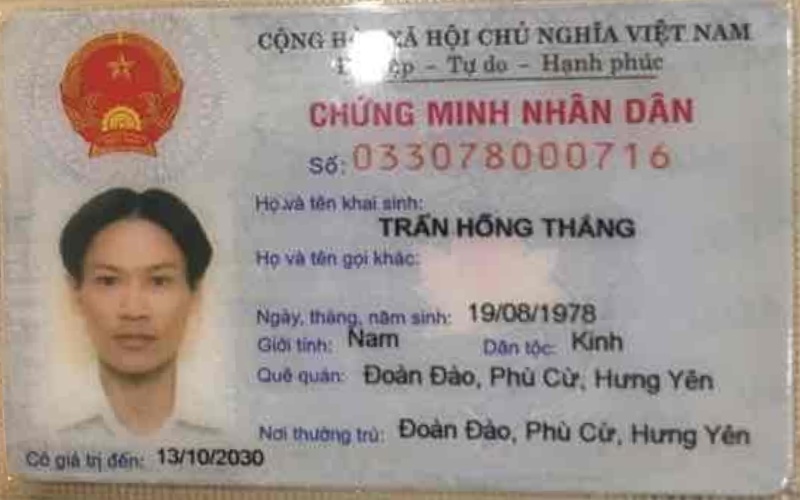 CỘNG HÒA XÃ HỘI CHỦ NGHĨA VIỆT NAM
Tự do - Hạnh phúc
CHỨNG MINH NHÂN DÂN
Số: 033078000716
Họ và tên khai sinh:
TRẦN HỒNG THẮNG
Họ và tên gọi khác:
Ngày, tháng, năm sinh: 19/08/1978
Giới tính: Nam Dân tộc: Kinh
Quê quán: Đoàn Đào, Phù Cừ, Hưng Yên
Nơi thường trú: Đoàn Đào, Phù Cừ, Hưng Yên
Có giá trị đến: 13/10/2030